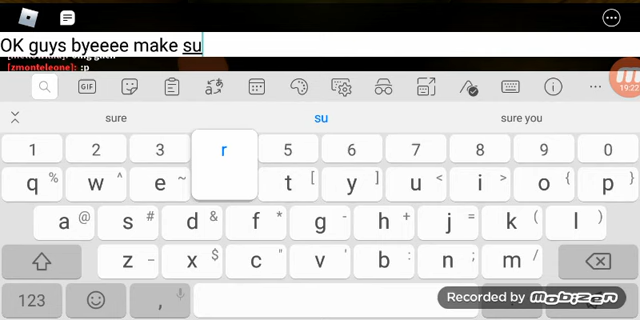 OK guys byeeee make su
[zmonteleone]: :p
GIF
19:22
sure su sure you
1 2 3 r 5 6 7 8 9 0
q % w ^ e ~ t [ y ] u < i > o { p }
a @ s # d & f * g - h + j = k ( l )
z _ x $ c " v ' b : n ; m /
123 ,
Recorded by mobizen